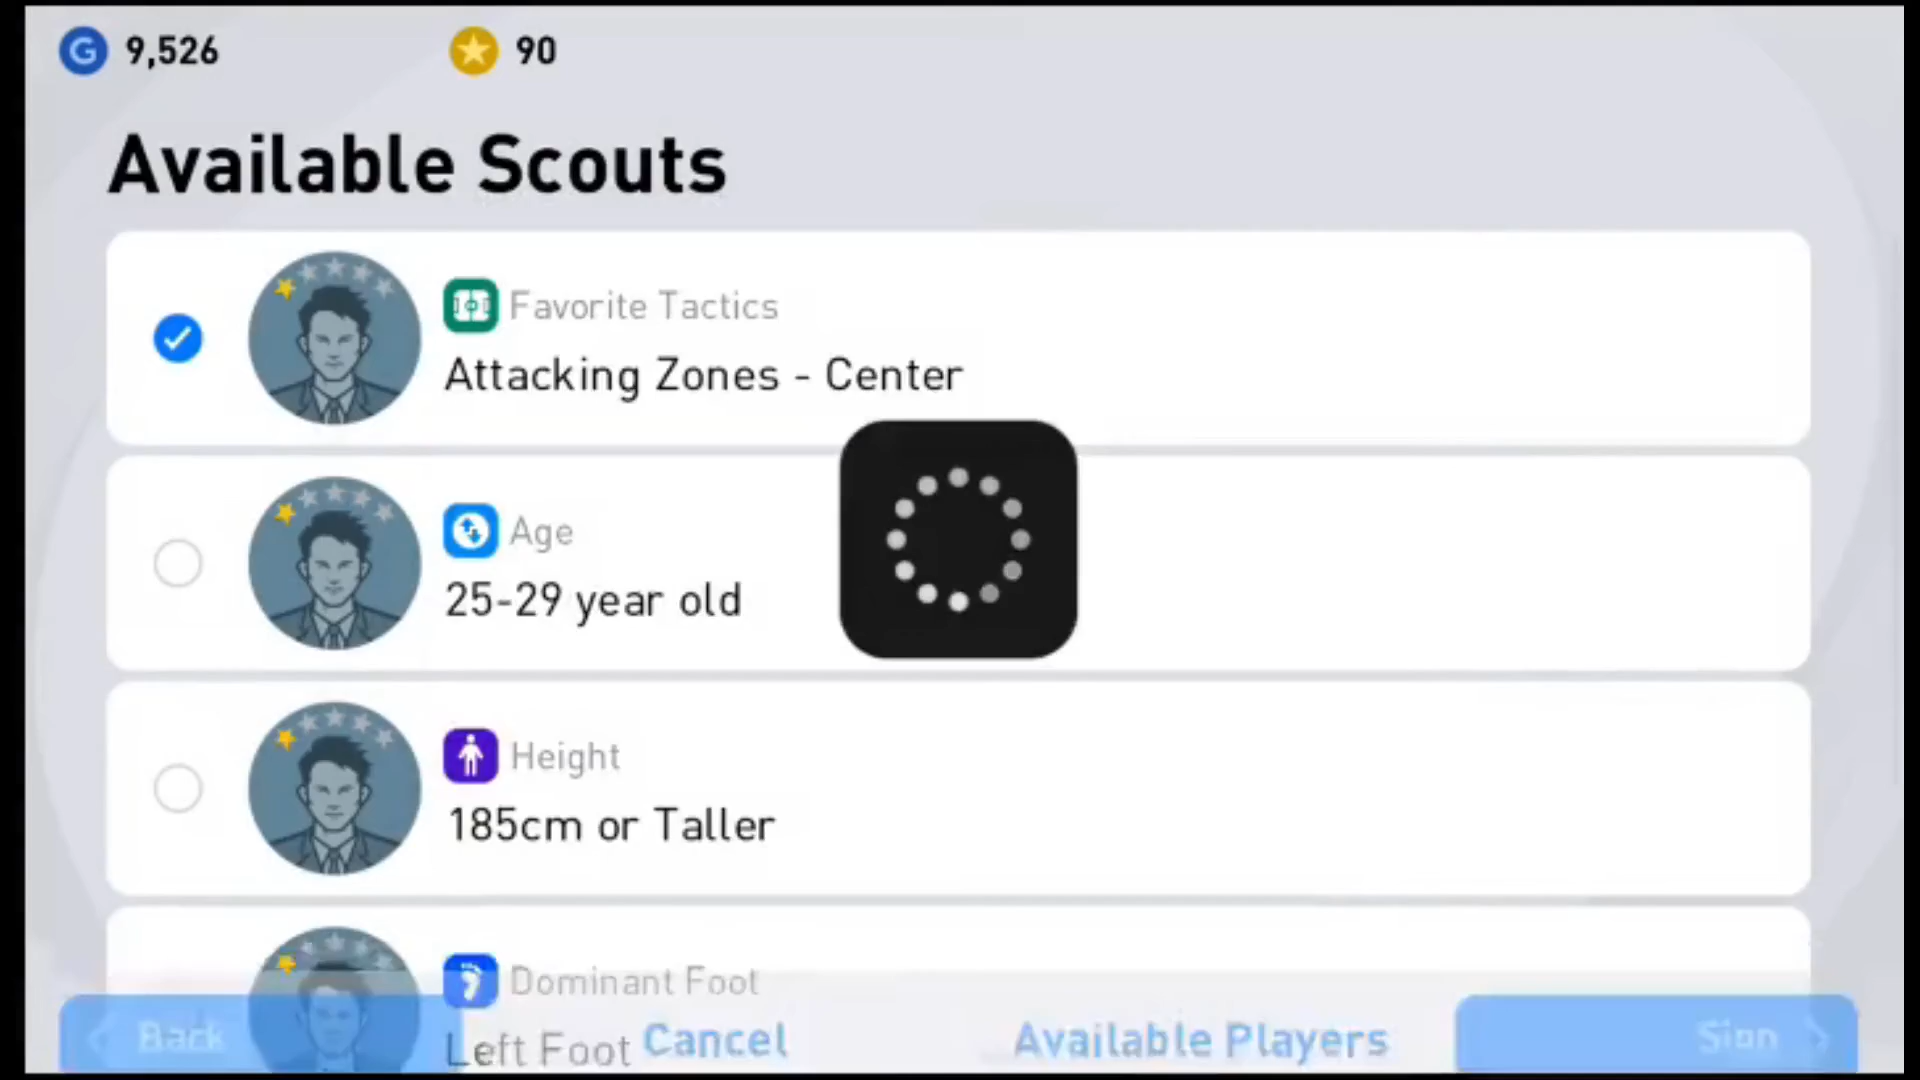 G 9,526 90
Available Scouts
Favorite Tactics
Attacking Zones - Center
Age
25-29 year old
Height
185cm or Taller
Dominant Foot
Left Foot
Back Cancel Available Players Sign